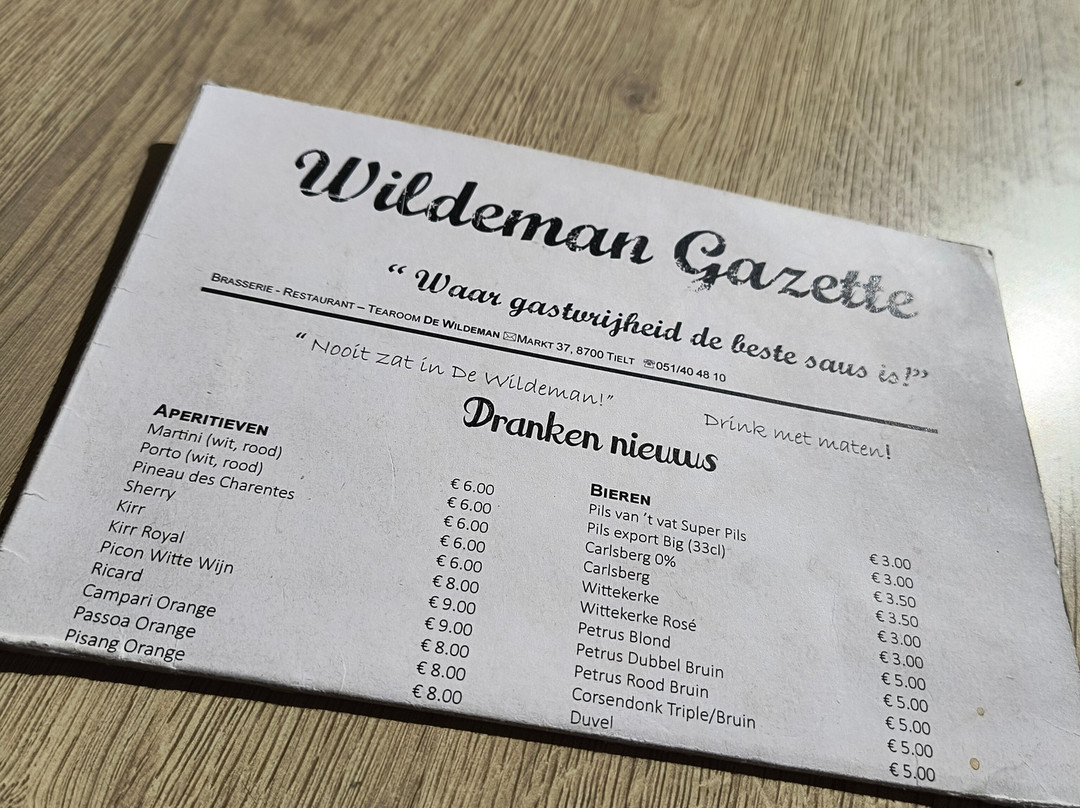 Wildeman Gazette
“ Waar gastvrijheid de beste saus is!”
Brasserie - Restaurant – Tearoom De Wildeman ✉Markt 37, 8700 Tielt ☎051/40 48 10
“ Nooit zat in De Wildeman!”
Drink met maten!
Dranken nieuws
Aperitieven
Martini (wit, rood) € 6.00
Porto (wit, rood) € 6.00
Pineau des Charentes € 6.00
Sherry € 6.00
Kirr € 6.00
Kirr Royal € 8.00
Picon Witte Wijn € 9.00
Ricard € 9.00
Campari Orange € 8.00
Passoa Orange € 8.00
Pisang Orange € 8.00
Bieren
Pils van ’t vat Super Pils € 3.00
Pils export Big (33cl) € 3.00
Carlsberg 0% € 3.50
Carlsberg € 3.50
Wittekerke € 3.00
Wittekerke Rosé € 3.00
Petrus Blond € 5.00
Petrus Dubbel Bruin € 5.00
Petrus Rood Bruin € 5.00
Corsendonk Triple/Bruin € 5.00
Duvel € 5.00